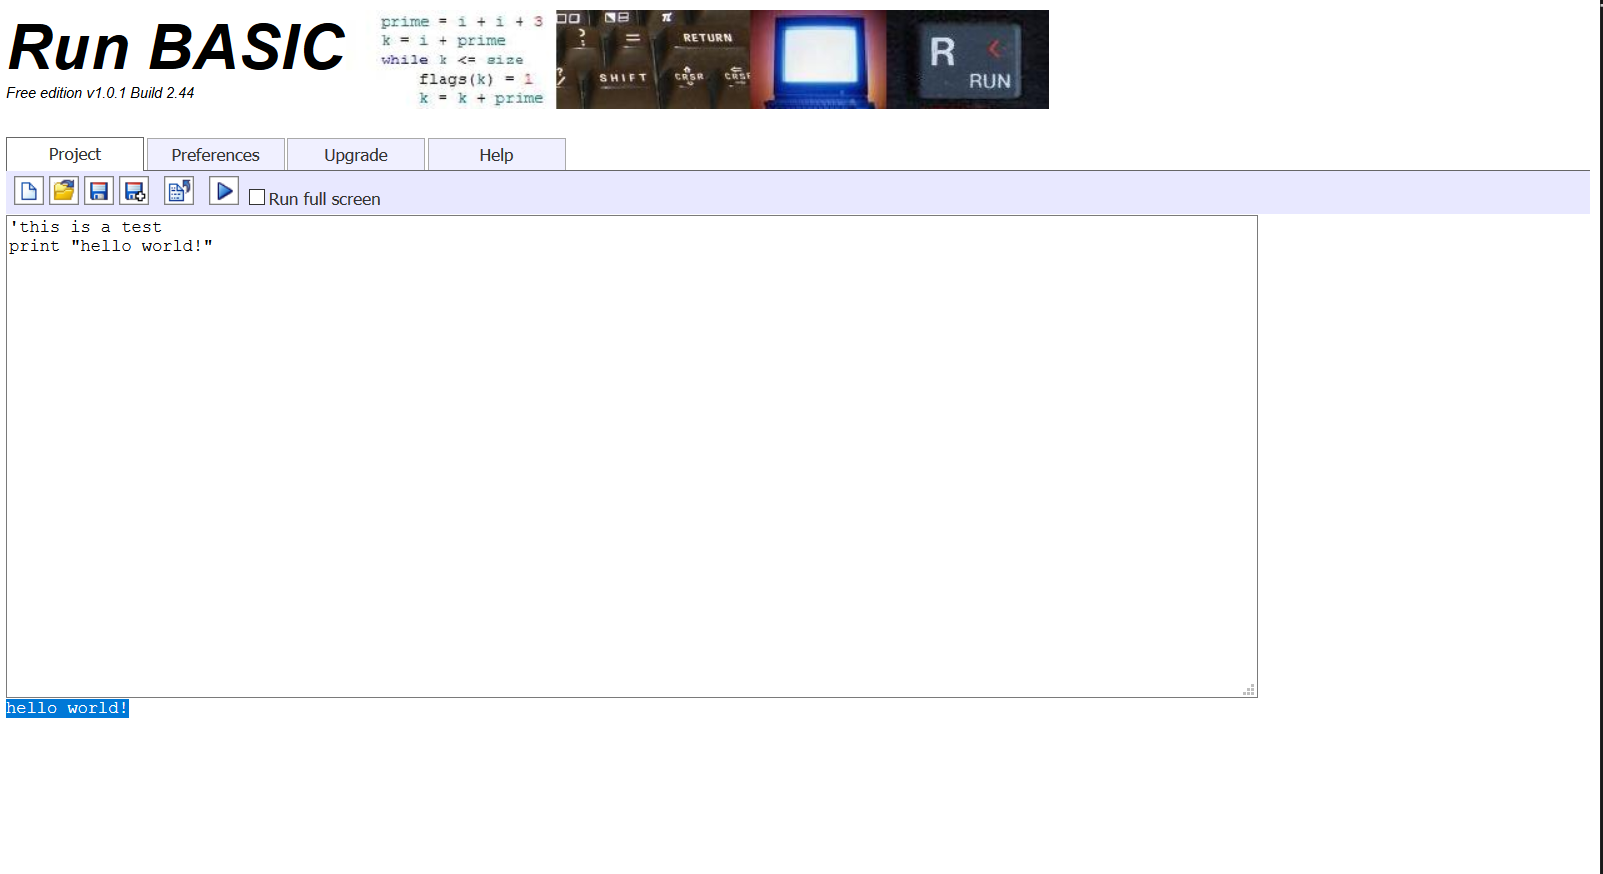 Run BASIC
Free edition v1.0.1 Build 2.44
prime = i + i + 3
k = i + prime
while k <= size
flags(k) = 1
k = k + prime
π
? = RETURN
; 
? SHIFT CRSR CRSR
R <
RUN
Project Preferences Upgrade Help
Run full screen
'this is a test
print "hello world!"
hello world!